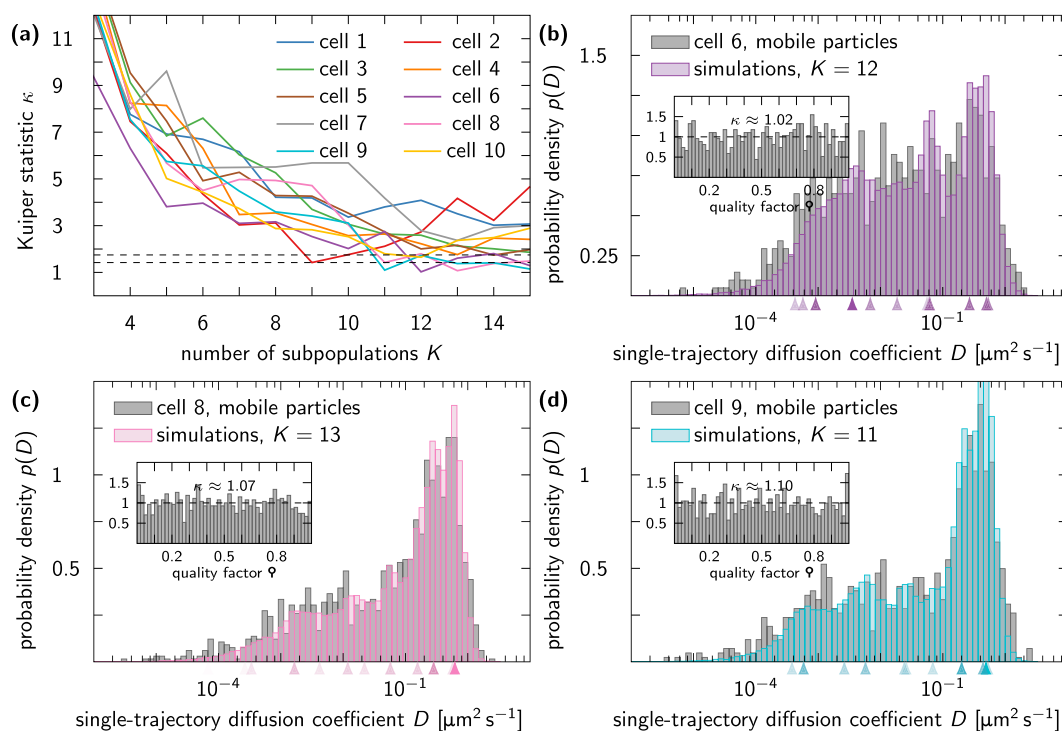 (a)
Kuiper statistic κ
11
9
7
5
3
1
cell 1
cell 2
cell 3
cell 4
cell 5
cell 6
cell 7
cell 8
cell 9
cell 10
4 6 8 10 12 14
number of subpopulations K
(b)
probability density p(D)
1.5
0.25
cell 6, mobile particles
simulations, K = 12
κ ≈ 1.02
1.5
1
0.5
0.2 0.5 0.8
quality factor ⚲
10⁻⁴ 10⁻¹
single-trajectory diffusion coefficient D [μm² s⁻¹]
(c)
probability density p(D)
1
0.5
cell 8, mobile particles
simulations, K = 13
κ ≈ 1.07
1.5
1
0.5
0.2 0.5 0.8
quality factor ⚲
10⁻⁴ 10⁻¹
single-trajectory diffusion coefficient D [μm² s⁻¹]
(d)
probability density p(D)
1
0.5
cell 9, mobile particles
simulations, K = 11
κ ≈ 1.10
1.5
1
0.5
0.2 0.5 0.8
quality factor ⚲
10⁻⁴ 10⁻¹
single-trajectory diffusion coefficient D [μm² s⁻¹]